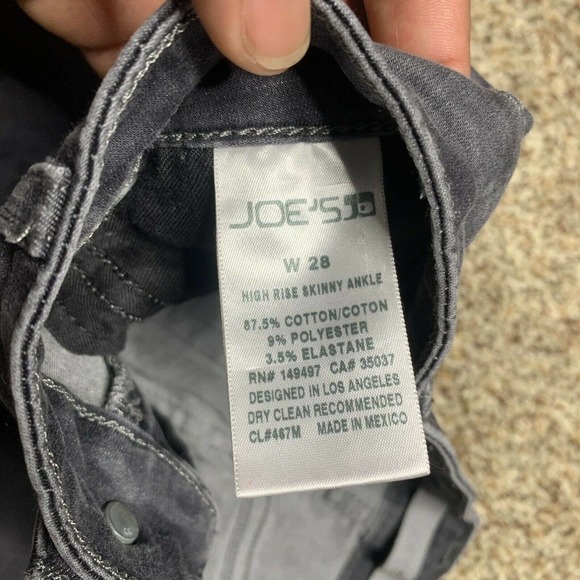 JOE'S
W 28
HIGH RISE SKINNY ANKLE
87.5% COTTON/COTON
9% POLYESTER
3.5% ELASTANE
RN# 149497 CA# 35037
DESIGNED IN LOS ANGELES
DRY CLEAN RECOMMENDED
CL#467M MADE IN MEXICO